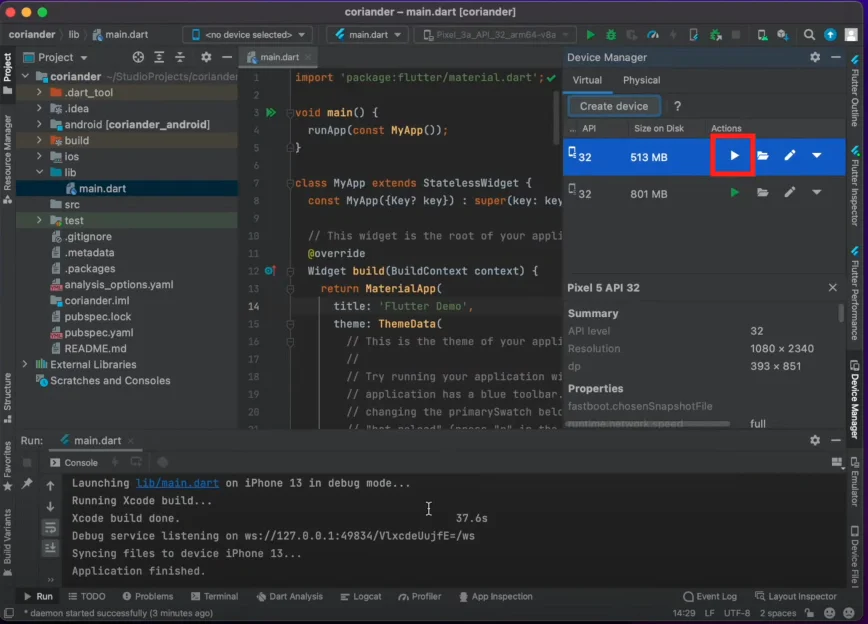 coriander – main.dart [coriander]
coriander lib main.dart <no device selected> main.dart Pixel_3a_API_32_arm64-v8a
Project
Resource Manager
Structure
Favorites
Build Variants
Project
coriander ~/StudioProjects/coriander
.dart_tool
.idea
android [coriander_android]
build
ios
lib
main.dart
src
test
.gitignore
.metadata
.packages
analysis_options.yaml
coriander.iml
pubspec.lock
pubspec.yaml
README.md
External Libraries
Scratches and Consoles
main.dart
1 import 'package:flutter/material.dart';
2
3 void main() {
4 runApp(const MyApp());
5 }
6
7 class MyApp extends StatelessWidget {
8 const MyApp({Key? key}) : super(key: key
9
10 // This widget is the root of your appli
11 @override
12 Widget build(BuildContext context) {
13 return MaterialApp(
14 title: 'Flutter Demo',
15 theme: ThemeData(
16 // This is the theme of your appli
17 //
18 // Try running your application wi
19 // application has a blue toolbar.
20 // changing the primarySwatch belo
21 // "hot reload" (press "r" in the
Device Manager
Virtual Physical
Create device ?
... API Size on Disk Actions
32 513 MB
32 801 MB
Pixel 5 API 32
Summary
API level 32
Resolution 1080 × 2340
dp 393 × 851
Properties
fastboot.chosenSnapshotFile
runtime.network.speed full
Flutter Outline
Flutter Inspector
Flutter Performance
Device Manager
Emulator
Device File
Run: main.dart
Console
Launching lib/main.dart on iPhone 13 in debug mode...
Running Xcode build...
Xcode build done. 37.6s
Debug service listening on ws://127.0.0.1:49834/VlxcdeUujfE=/ws
Syncing files to device iPhone 13...
Application finished.
Run TODO Problems Terminal Dart Analysis Logcat Profiler App Inspection Event Log Layout Inspector
* daemon started successfully (3 minutes ago) 14:29 LF UTF-8 2 spaces